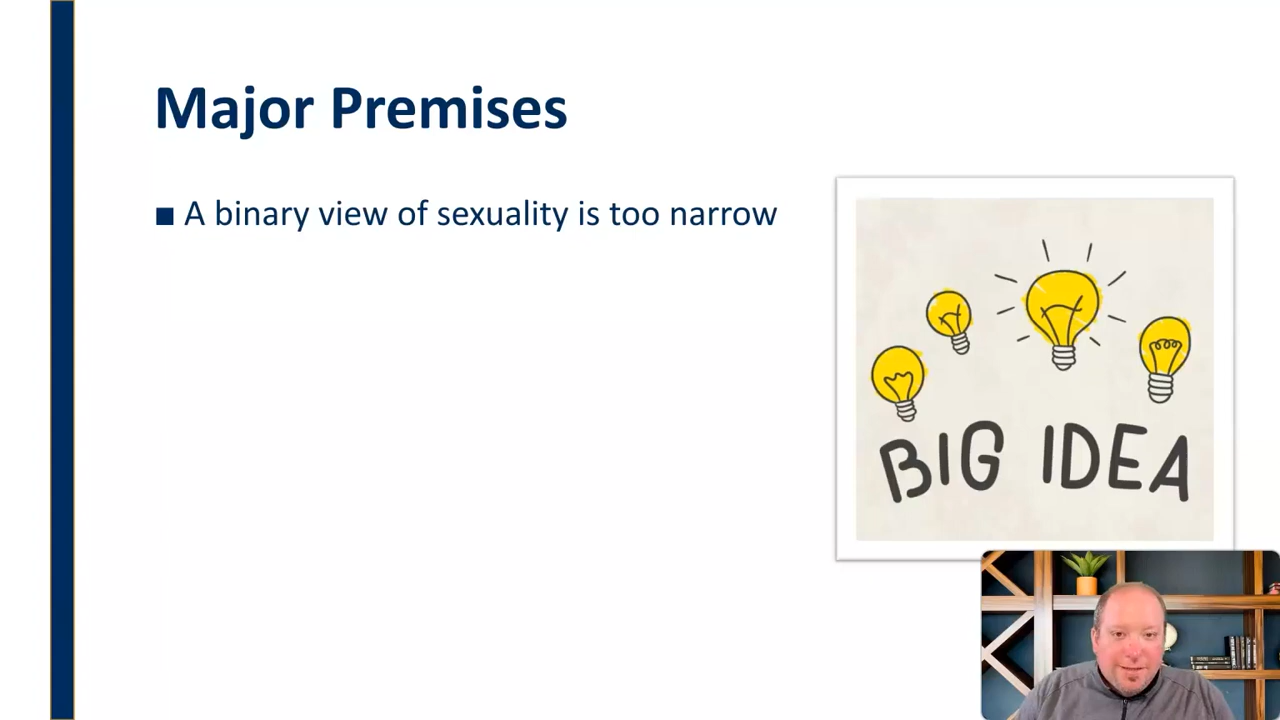 Major Premises
■ A binary view of sexuality is too narrow
BIG IDEA